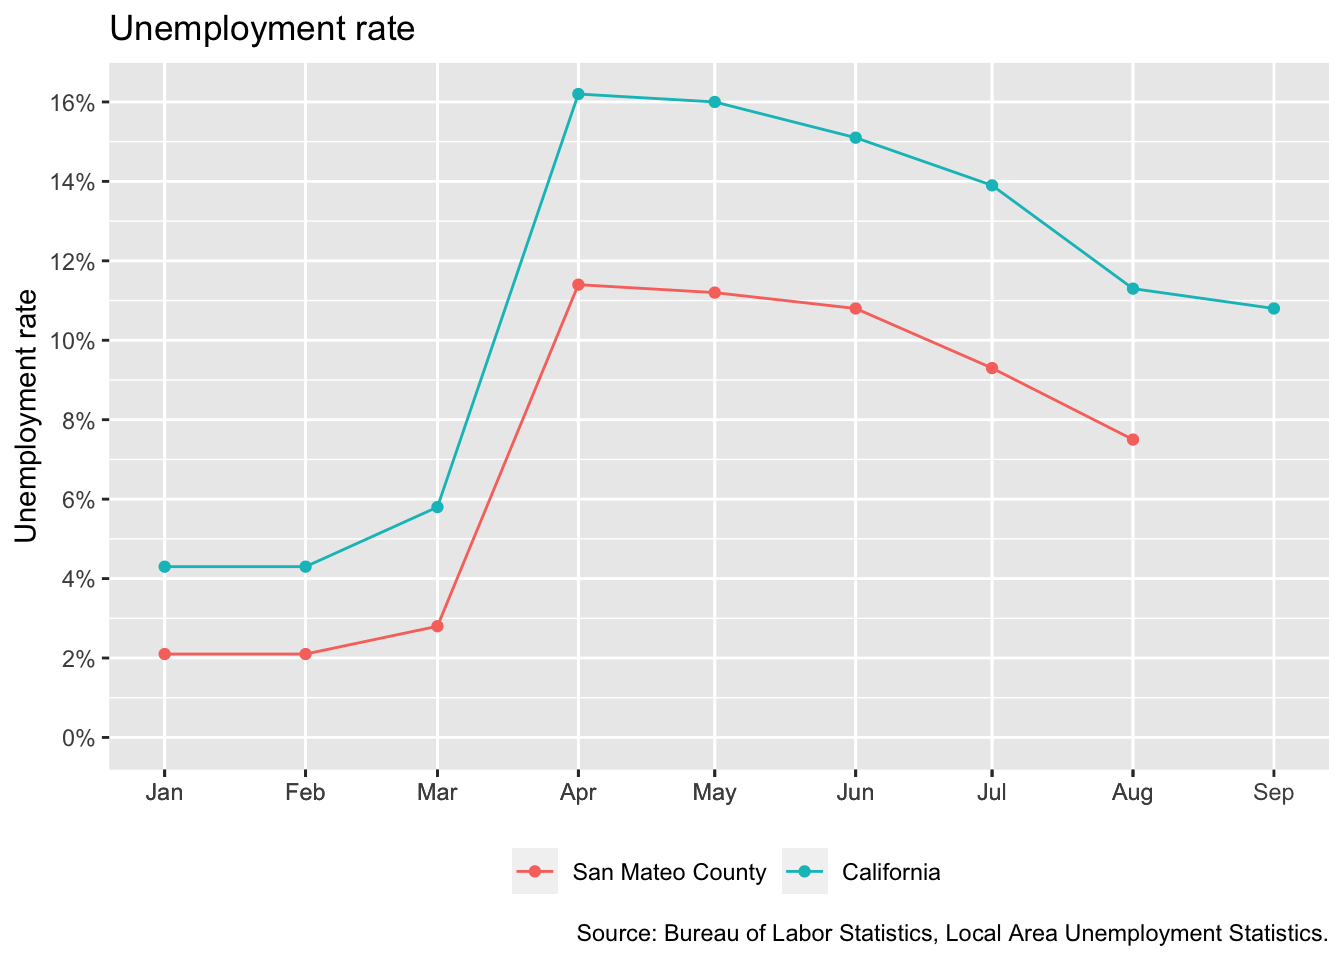 Unemployment rate
Unemployment rate
16%
14%
12%
10%
8%
6%
4%
2%
0%
Jan Feb Mar Apr May Jun Jul Aug Sep
San Mateo County California
Source: Bureau of Labor Statistics, Local Area Unemployment Statistics.